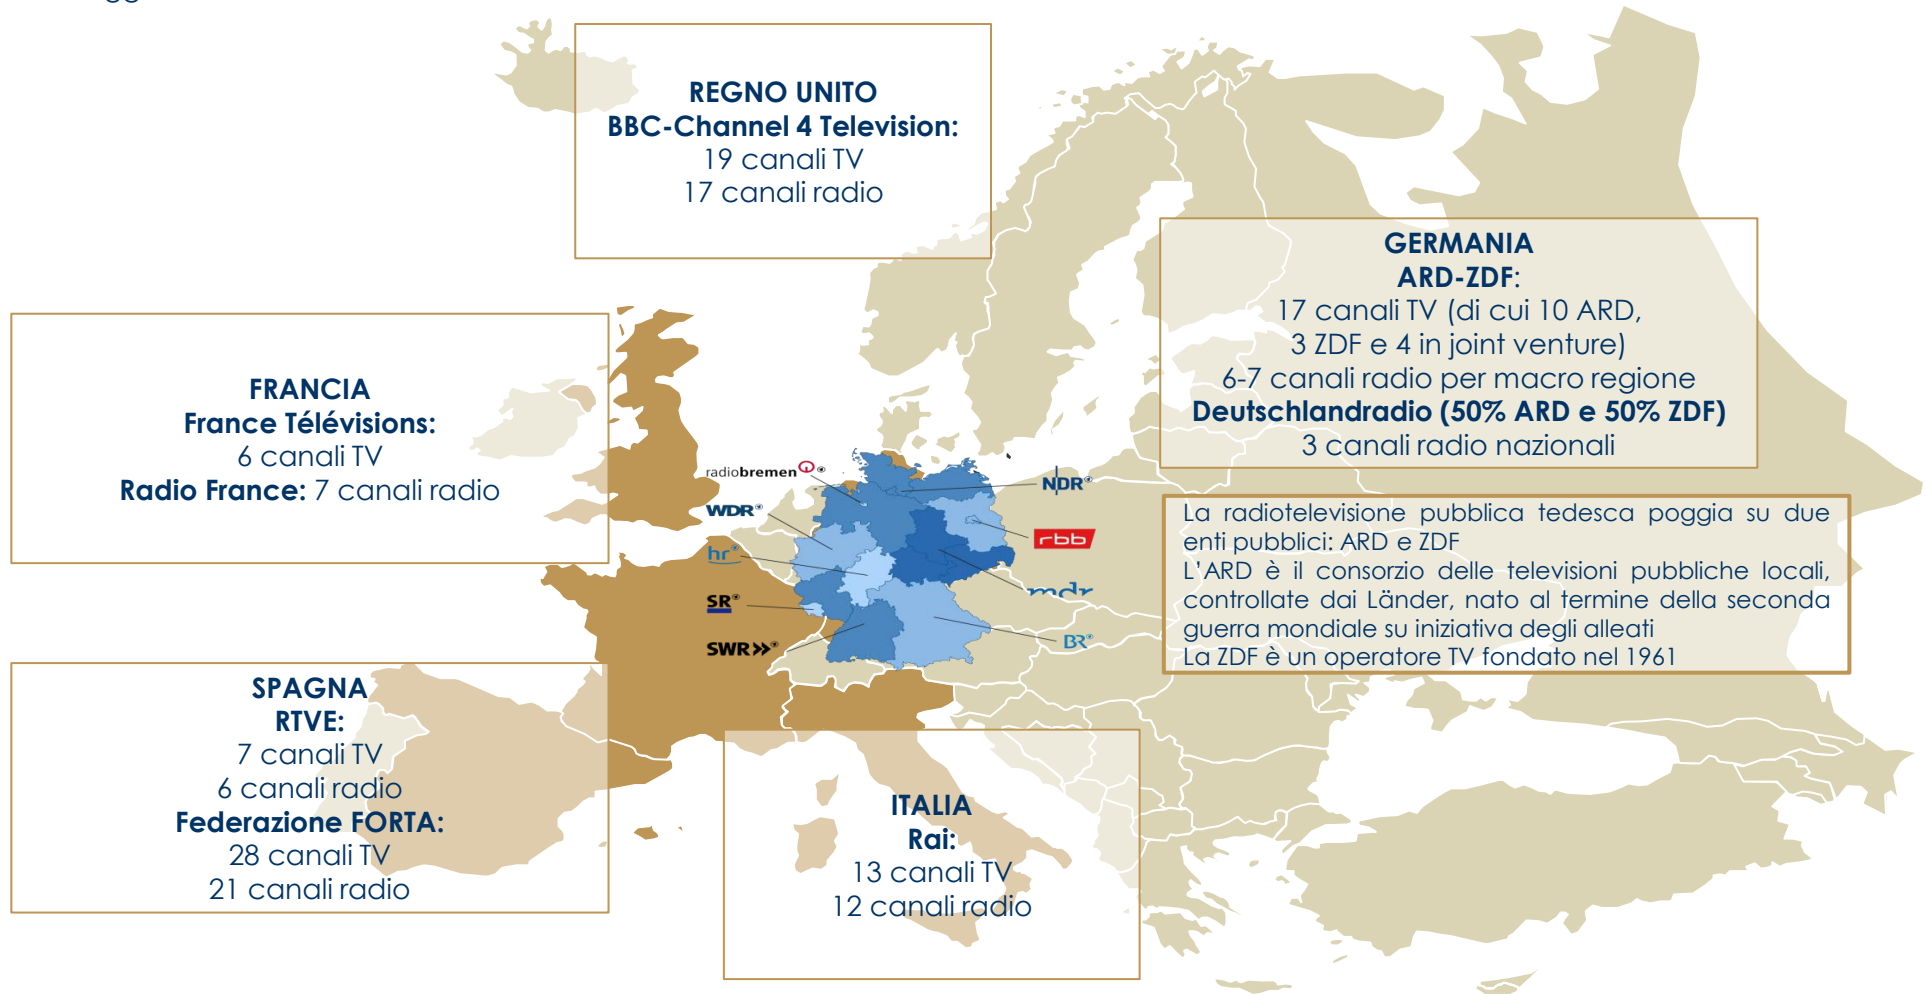 REGNO UNITO
BBC-Channel 4 Television:
19 canali TV
17 canali radio
GERMANIA
ARD-ZDF:
17 canali TV (di cui 10 ARD,
3 ZDF e 4 in joint venture)
6-7 canali radio per macro regione
Deutschlandradio (50% ARD e 50% ZDF)
3 canali radio nazionali
FRANCIA
France Télévisions:
6 canali TV
Radio France: 7 canali radio
radiobremen
WDR
hr
SR
SWR
NDR
rbb
mdr
BR
La radiotelevisione pubblica tedesca poggia su due
enti pubblici: ARD e ZDF
L'ARD è il consorzio delle televisioni pubbliche locali,
controllate dai Länder, nato al termine della seconda
guerra mondiale su iniziativa degli alleati
La ZDF è un operatore TV fondato nel 1961
SPAGNA
RTVE:
7 canali TV
6 canali radio
Federazione FORTA:
28 canali TV
21 canali radio
ITALIA
Rai:
13 canali TV
12 canali radio